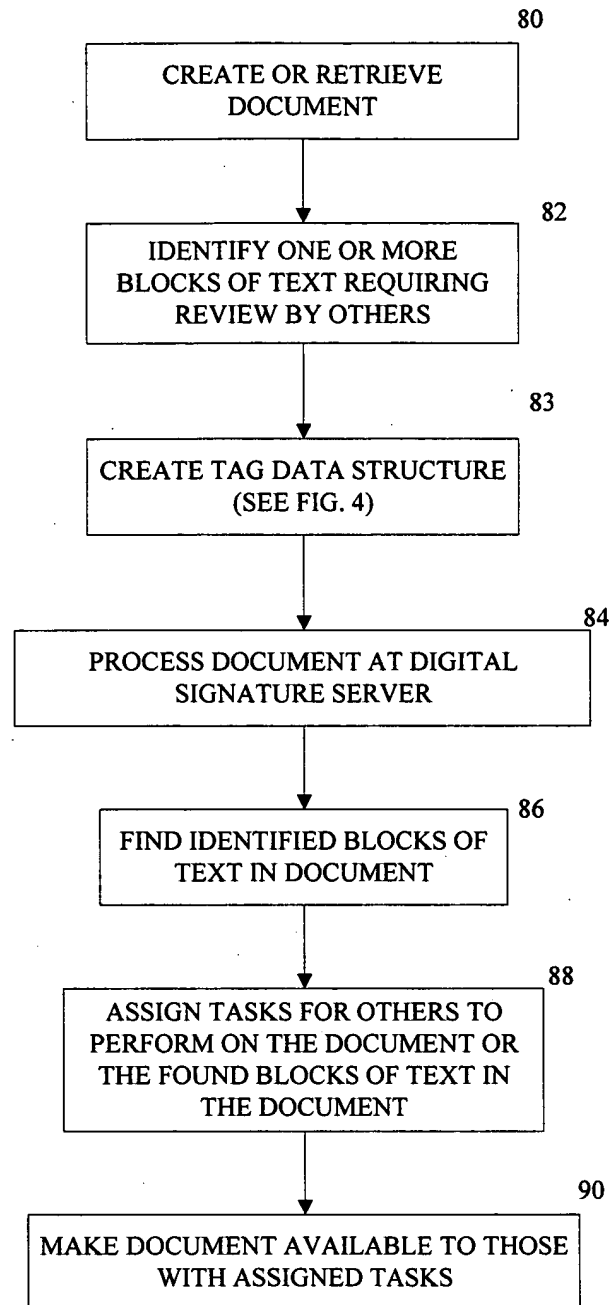 80
CREATE OR RETRIEVE
DOCUMENT
82
IDENTIFY ONE OR MORE
BLOCKS OF TEXT REQUIRING
REVIEW BY OTHERS
83
CREATE TAG DATA STRUCTURE
(SEE FIG. 4)
84
PROCESS DOCUMENT AT DIGITAL
SIGNATURE SERVER
86
FIND IDENTIFIED BLOCKS OF
TEXT IN DOCUMENT
88
ASSIGN TASKS FOR OTHERS TO
PERFORM ON THE DOCUMENT OR
THE FOUND BLOCKS OF TEXT IN
THE DOCUMENT
90
MAKE DOCUMENT AVAILABLE TO THOSE
WITH ASSIGNED TASKS